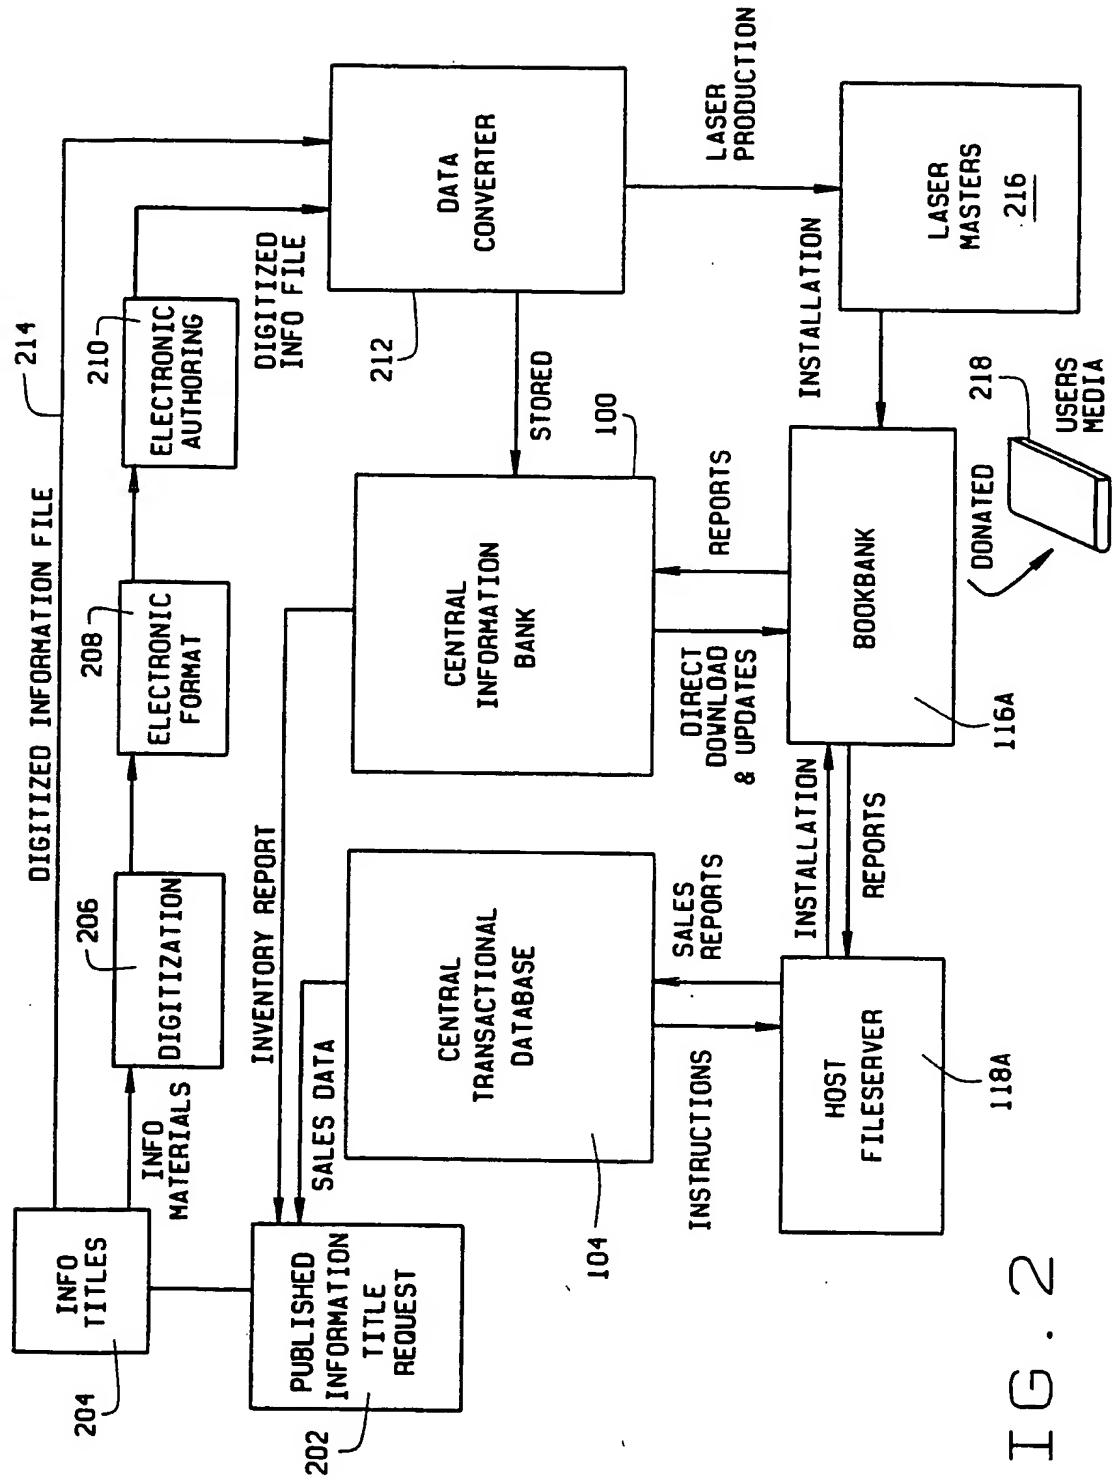 204
INFO
TITLES
DIGITIZED INFORMATION FILE
214
INFO
MATERIALS
206
DIGITIZATION
208
ELECTRONIC
FORMAT
210
ELECTRONIC
AUTHORING
DIGITIZED
INFO FILE
202
PUBLISHED
INFORMATION
TITLE
REQUEST
INVENTORY REPORT
SALES DATA
104
CENTRAL
TRANSACTIONAL
DATABASE
CENTRAL
INFORMATION
BANK
100
STORED
212
DATA
CONVERTER
INSTRUCTIONS
SALES
REPORTS
DIRECT
DOWNLOAD
& UPDATES
REPORTS
LASER
PRODUCTION
HOST
FILESERVER
118A
INSTALLATION
REPORTS
BOOKBANK
116A
INSTALLATION
LASER
MASTERS
216
DONATED
218
USERS
MEDIA
IG. 2